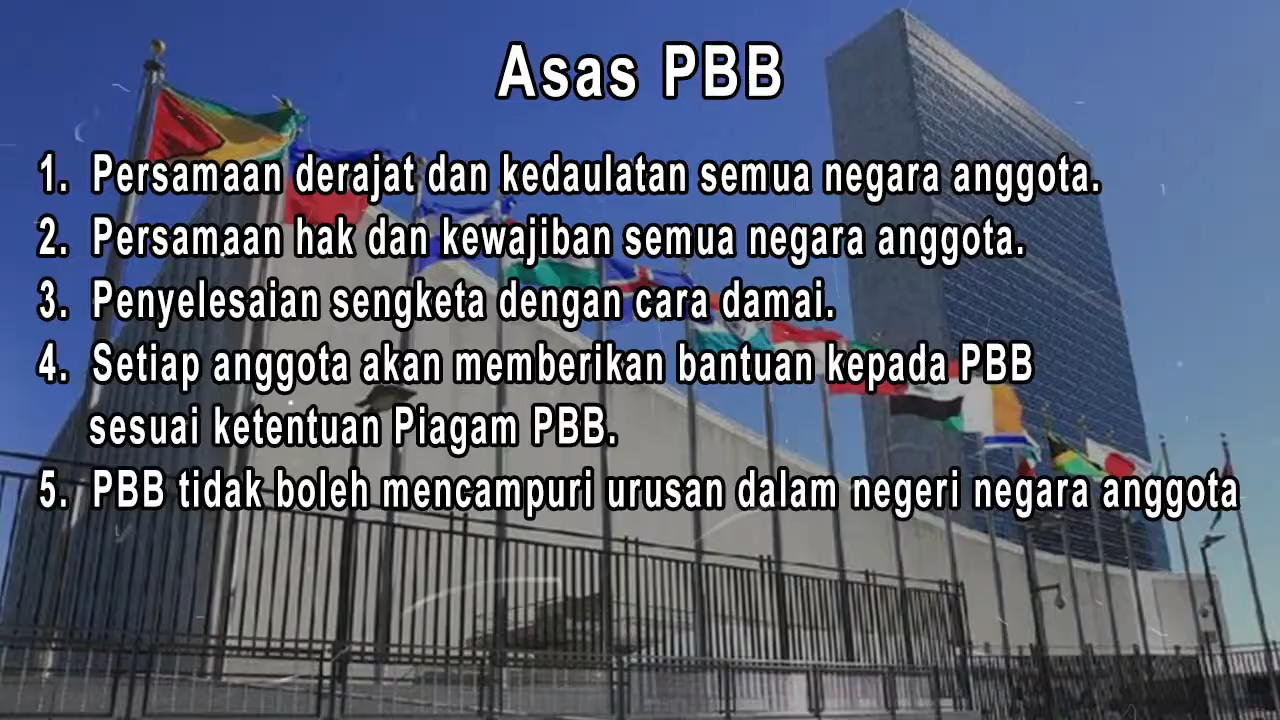 Asas PBB
1. Persamaan derajat dan kedaulatan semua negara anggota.
2. Persamaan hak dan kewajiban semua negara anggota.
3. Penyelesaian sengketa dengan cara damai.
4. Setiap anggota akan memberikan bantuan kepada PBB
sesuai ketentuan Piagam PBB.
5. PBB tidak boleh mencampuri urusan dalam negeri negara anggota